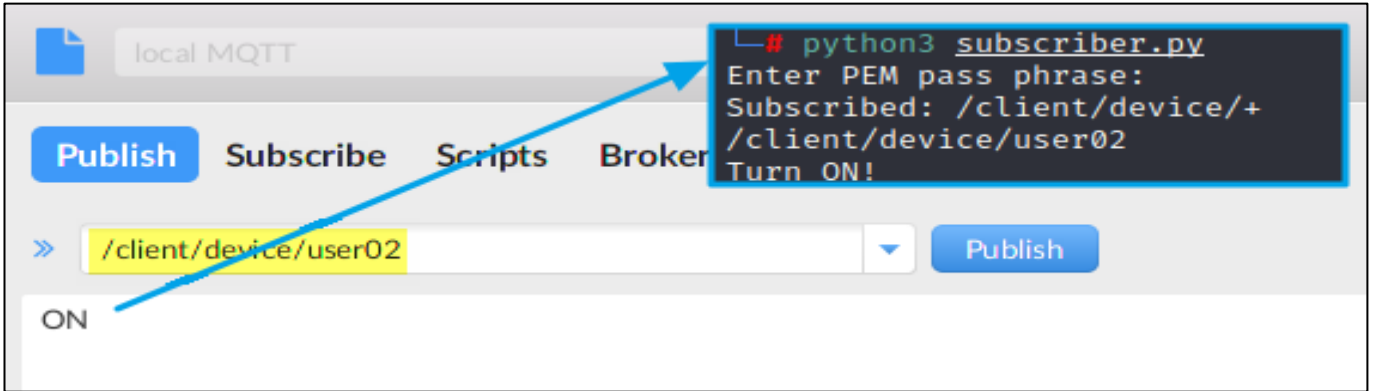 local MQTT
└─# python3 subscriber.py
Enter PEM pass phrase:
Subscribed: /client/device/+
/client/device/user02
Turn ON!
Publish Subscribe Scripts Broker
» /client/device/user02 Publish
ON